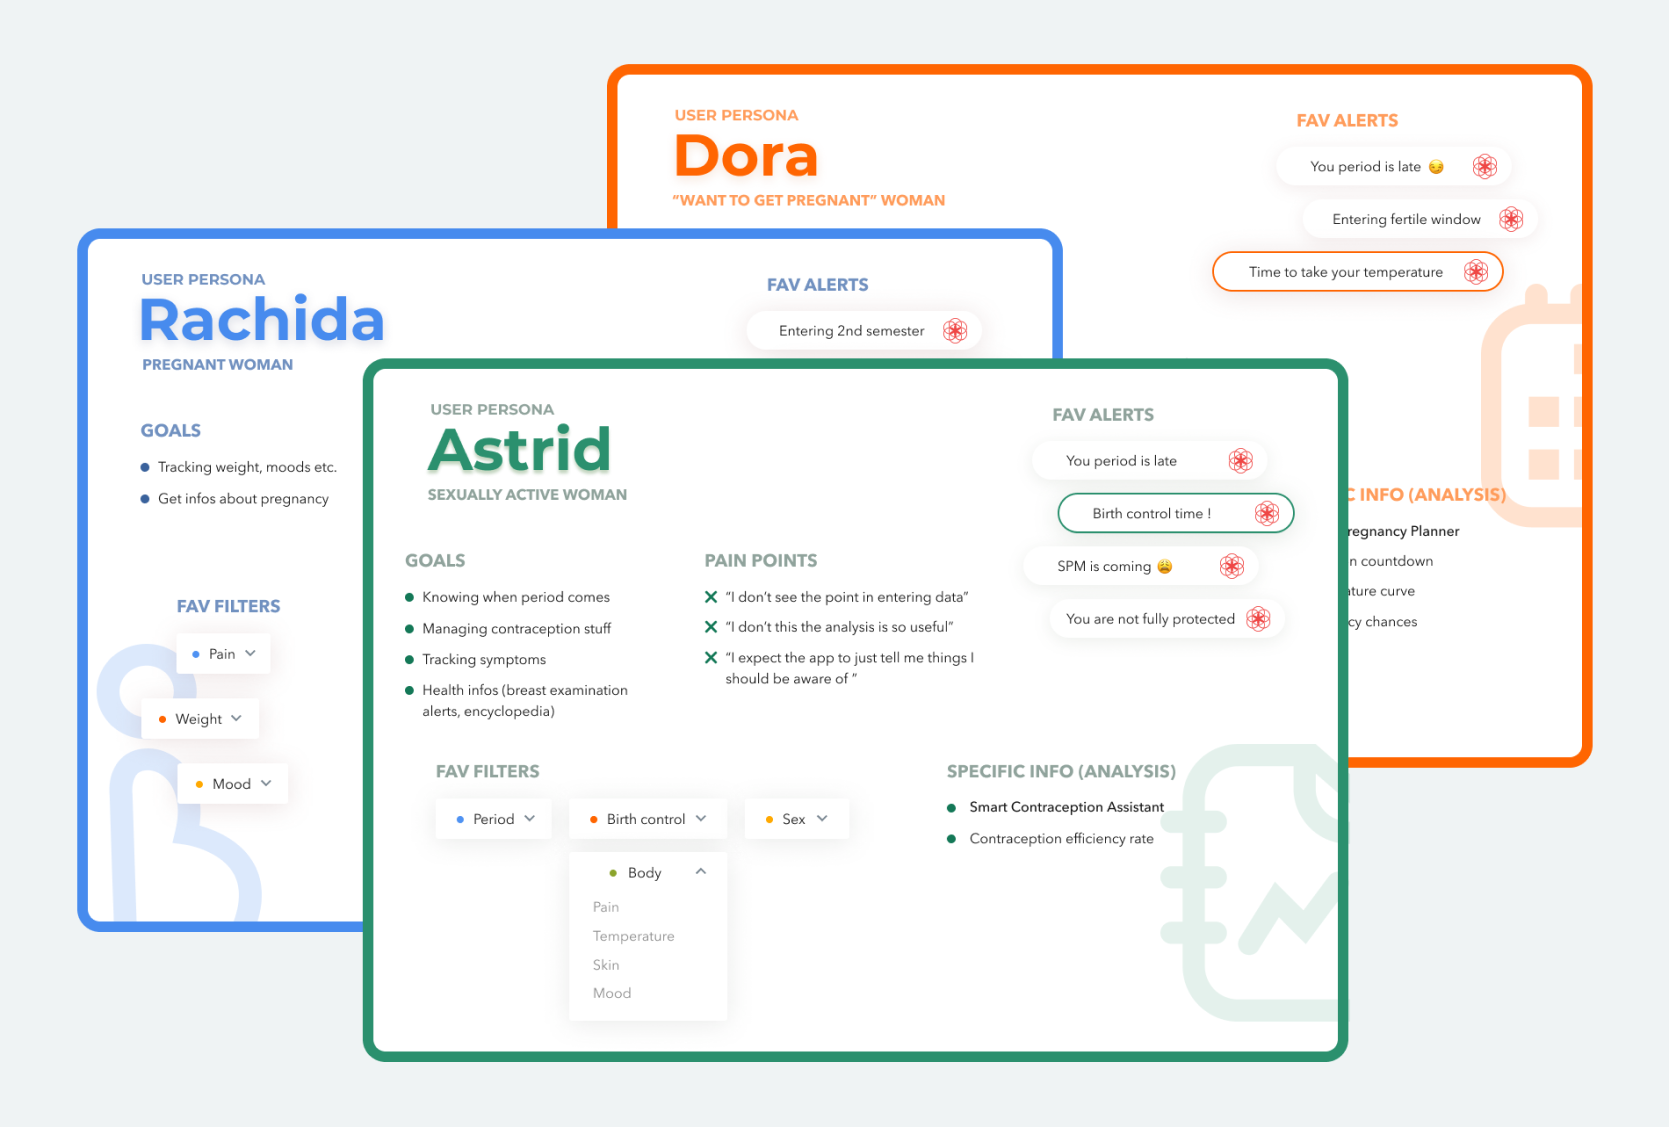 USER PERSONA
Dora
“WANT TO GET PREGNANT” WOMAN
FAV ALERTS
You period is late 😏
Entering fertile window
Time to take your temperature
C INFO (ANALYSIS)
regnancy Planner
n countdown
ature curve
cy chances
USER PERSONA
Rachida
PREGNANT WOMAN
FAV ALERTS
Entering 2nd semester
GOALS
Tracking weight, moods etc.
Get infos about pregnancy
FAV FILTERS
Pain
Weight
Mood
USER PERSONA
Astrid
SEXUALLY ACTIVE WOMAN
FAV ALERTS
You period is late
Birth control time !
SPM is coming 😩
You are not fully protected
GOALS
Knowing when period comes
Managing contraception stuff
Tracking symptoms
Health infos (breast examination
alerts, encyclopedia)
PAIN POINTS
“I don’t see the point in entering data”
“I don’t this the analysis is so useful”
“I expect the app to just tell me things I
should be aware of ”
FAV FILTERS
Period
Birth control
Sex
Body
Pain
Temperature
Skin
Mood
SPECIFIC INFO (ANALYSIS)
Smart Contraception Assistant
Contraception efficiency rate